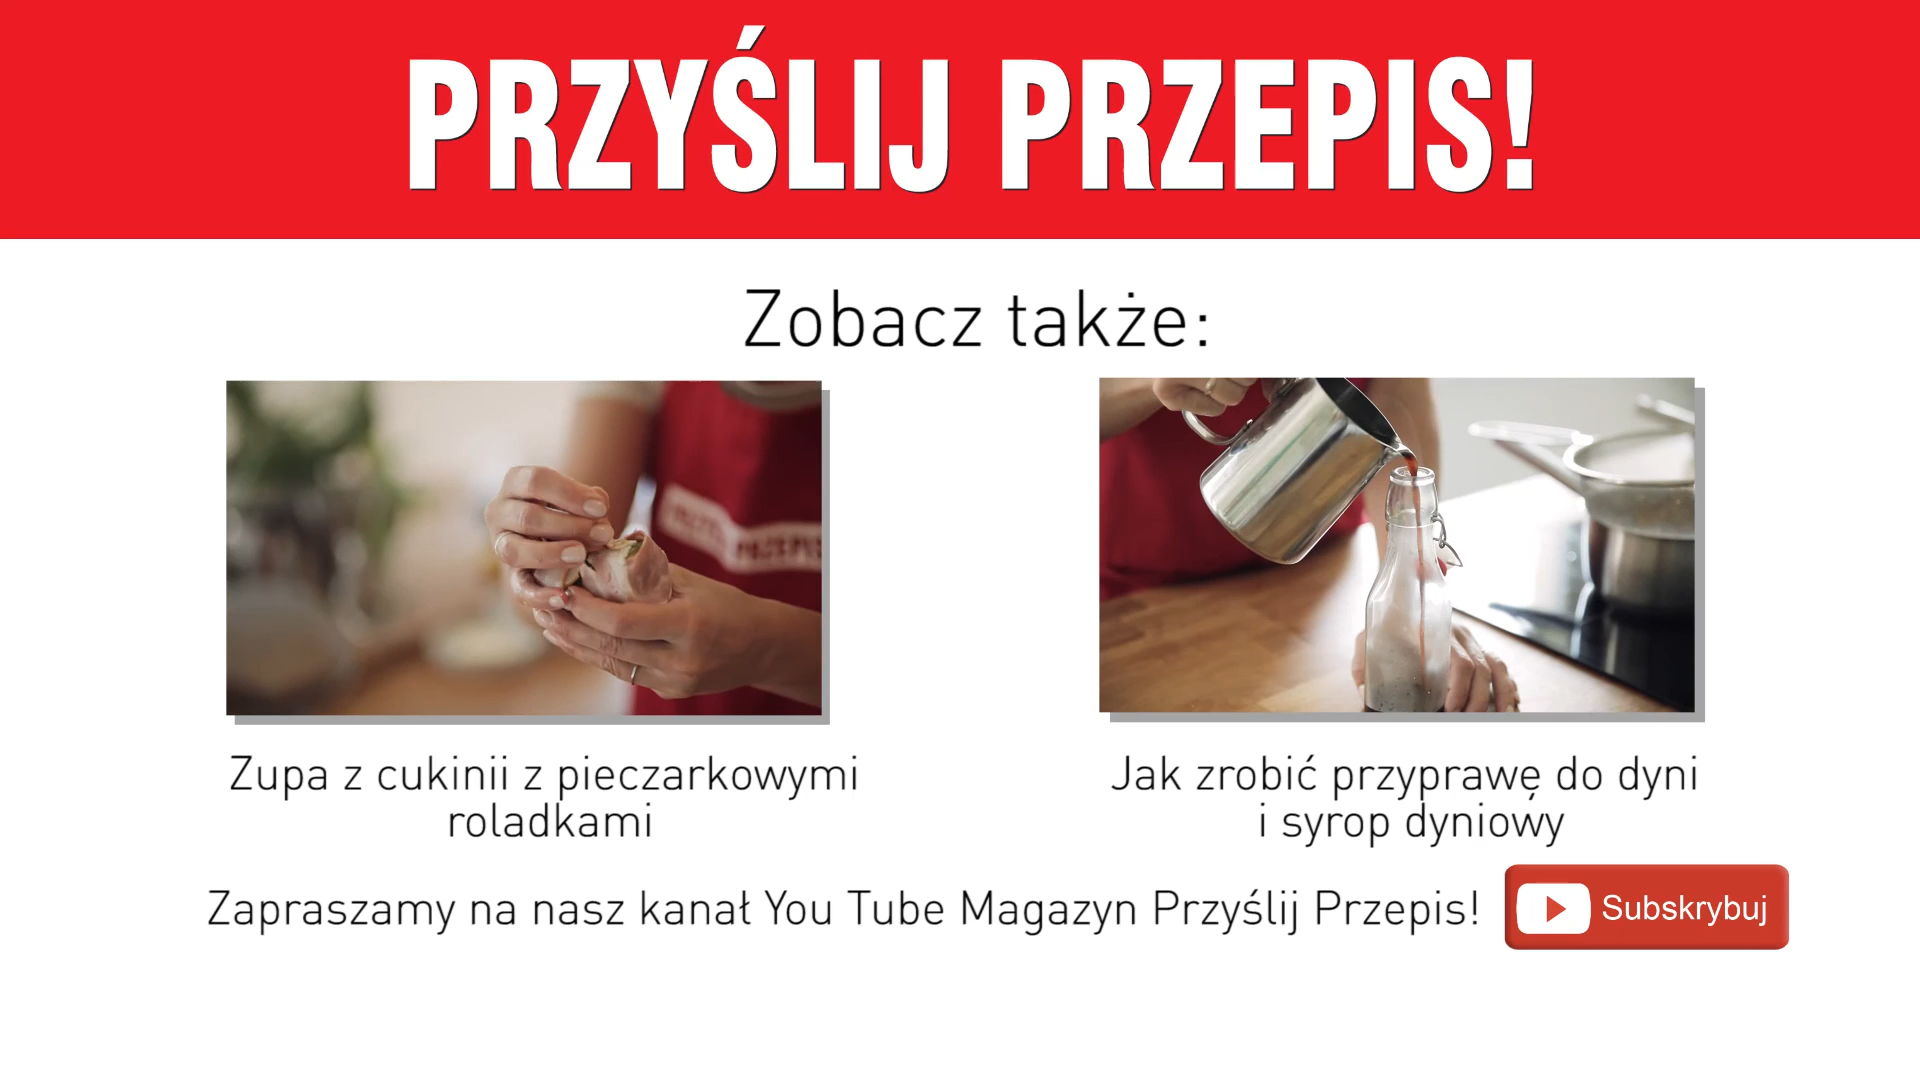 PRZYŚLIJ PRZEPIS!
Zobacz także:
PRZEPIS
Zupa z cukinii z pieczarkowymi
roladkami
Jak zrobić przyprawę do dyni
i syrop dyniowy
Zapraszamy na nasz kanał You Tube Magazyn Przyślij Przepis!
Subskrybuj